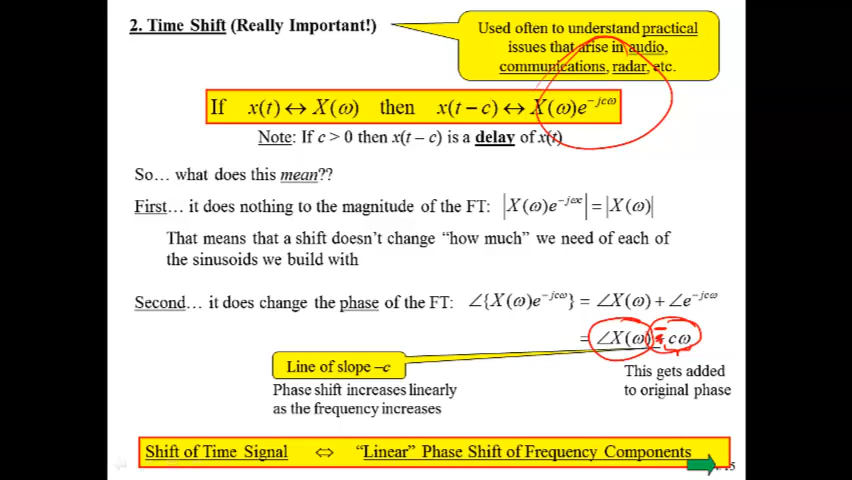 2. Time Shift (Really Important!)
Used often to understand practical
issues that arise in audio,
communications, radar, etc.
If x(t) ↔ X(ω) then x(t − c) ↔ X(ω)e^{−jcω}
Note: If c > 0 then x(t – c) is a delay of x(t)
So… what does this mean??
First… it does nothing to the magnitude of the FT: |X(ω)e^{−jωc}| = |X(ω)|
That means that a shift doesn't change "how much" we need of each of
the sinusoids we build with
Second… it does change the phase of the FT: ∠{X(ω)e^{−jcω}} = ∠X(ω) + ∠e^{−jcω}
= ∠X(ω) − cω
Line of slope –c
This gets added
to original phase
Phase shift increases linearly
as the frequency increases
Shift of Time Signal ⇔ "Linear" Phase Shift of Frequency Components